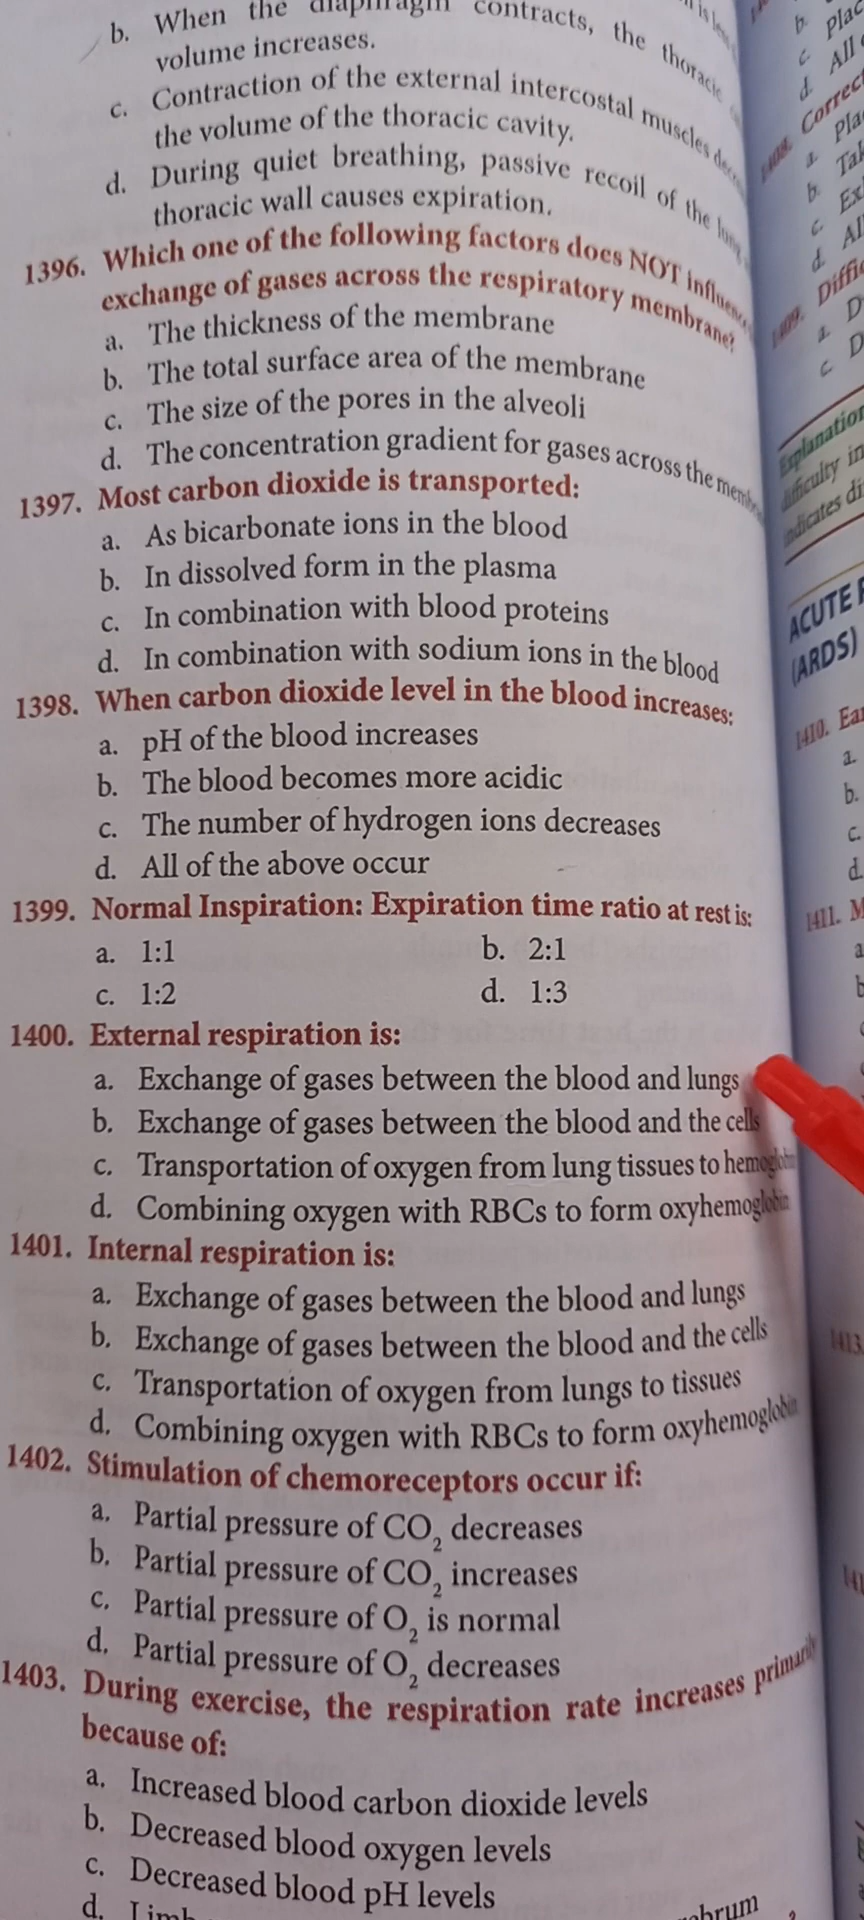 b. When the diaphragm contracts, the thoracic
volume increases.
c. Contraction of the external intercostal muscles
the volume of the thoracic cavity.
d. During quiet breathing, passive recoil of the
thoracic wall causes expiration.
1396. Which one of the following factors does NOT
exchange of gases across the respiratory membrane?
a. The thickness of the membrane
b. The total surface area of the membrane
c. The size of the pores in the alveoli
d. The concentration gradient for gases across the
1397. Most carbon dioxide is transported:
a. As bicarbonate ions in the blood
b. In dissolved form in the plasma
c. In combination with blood proteins
d. In combination with sodium ions in the blood
1398. When carbon dioxide level in the blood increases:
a. pH of the blood increases
b. The blood becomes more acidic
c. The number of hydrogen ions decreases
d. All of the above occur
1399. Normal Inspiration: Expiration time ratio at rest is:
a. 1:1 b. 2:1
c. 1:2 d. 1:3
1400. External respiration is:
a. Exchange of gases between the blood and lungs
b. Exchange of gases between the blood and the cells
c. Transportation of oxygen from lung tissues to
d. Combining oxygen with RBCs to form oxyhemoglobin
1401. Internal respiration is:
a. Exchange of gases between the blood and lungs
b. Exchange of gases between the blood and the cells
c. Transportation of oxygen from lungs to tissues
d. Combining oxygen with RBCs to form oxyhemoglobin
1402. Stimulation of chemoreceptors occur if:
a. Partial pressure of CO₂ decreases
b. Partial pressure of CO₂ increases
c. Partial pressure of O₂ is normal
d. Partial pressure of O₂ decreases
1403. During exercise, the respiration rate increases primarily
because of:
a. Increased blood carbon dioxide levels
b. Decreased blood oxygen levels
c. Decreased blood pH levels
d.
b.
c.
d. All
a.
b.
c.
d.
a. D
c. D
Explanation
difficulty in
indicates
ACUTE
(ARDS)
1410.
a.
b.
c.
d.
1411. M
a
b